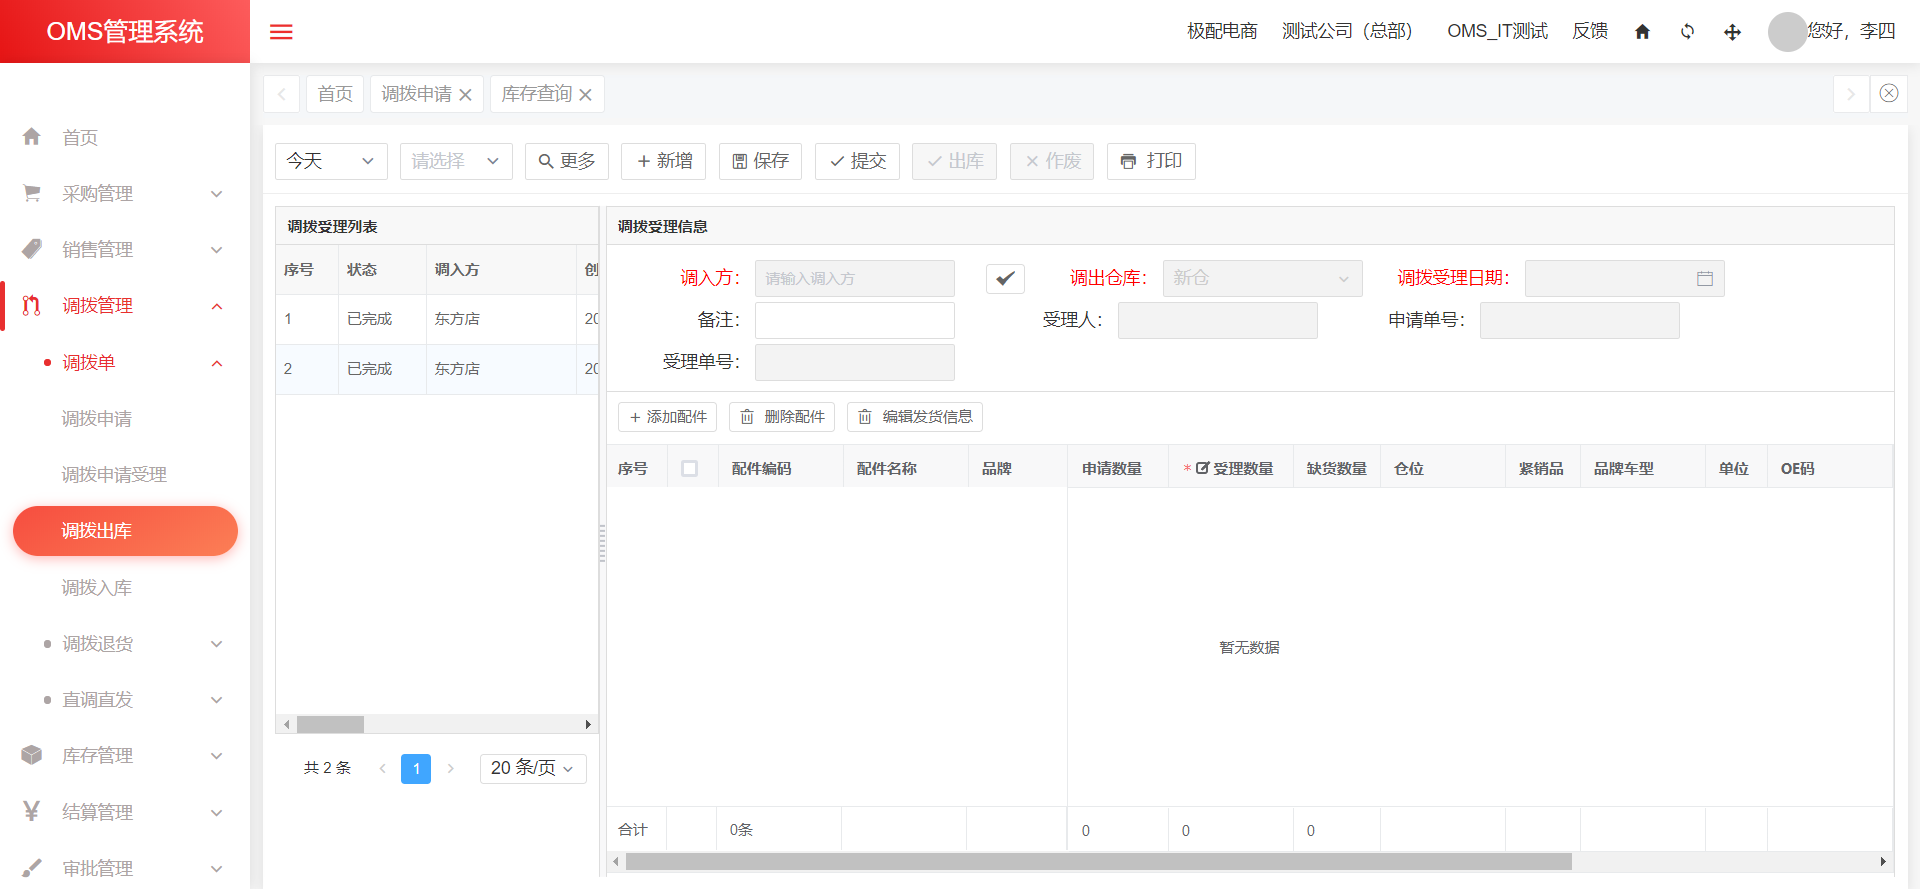 OMS管理系统
极配电商 测试公司（总部） OMS_IT测试 反馈 您好，李四
首页 调拨申请 库存查询
首页
采购管理
销售管理
调拨管理
调拨单
调拨申请
调拨申请受理
调拨出库
调拨入库
调拨退货
直调直发
库存管理
结算管理
审批管理
今天 请选择 更多 新增 保存 提交 出库 作废 打印
调拨受理列表
序号 状态 调入方 创
1 已完成 东方店 20
2 已完成 东方店 20
共 2 条 1 20 条/页
调拨受理信息
调入方： 请输入调入方 调出仓库： 新仓 调拨受理日期：
备注： 受理人： 申请单号：
受理单号：
添加配件 删除配件 编辑发货信息
序号 配件编码 配件名称 品牌 申请数量 *受理数量 缺货数量 仓位 紧销品 品牌车型 单位 OE码
暂无数据
合计 0条 0 0 0